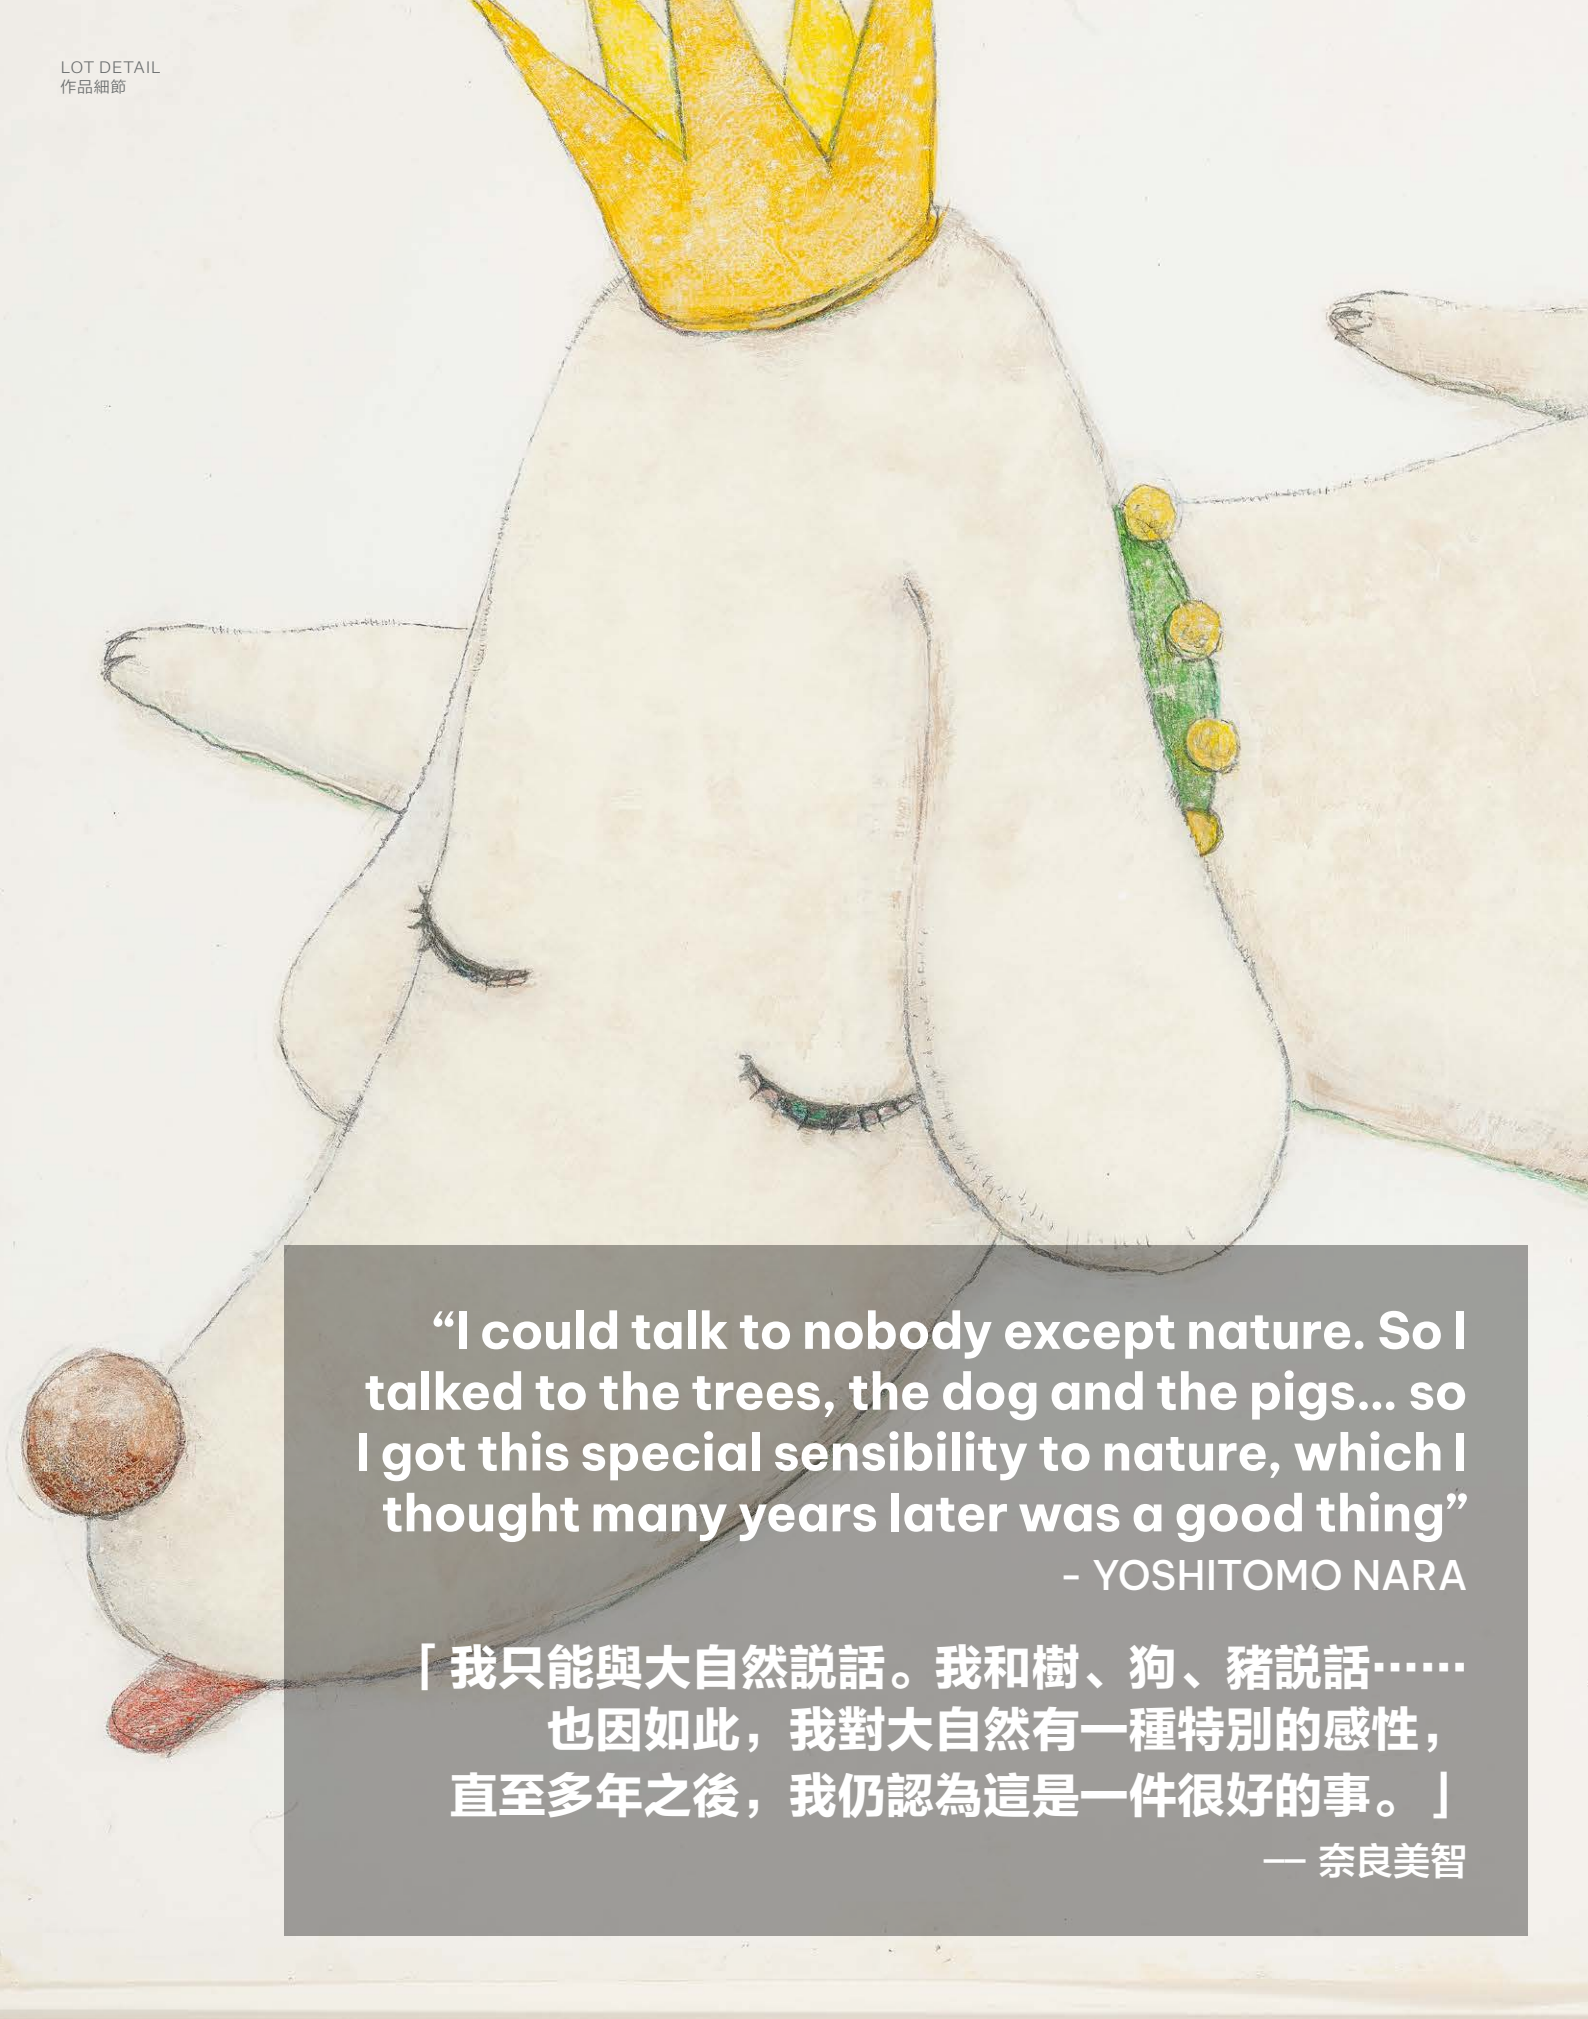 LOT DETAIL
作品細節
“I could talk to nobody except nature. So I
talked to the trees, the dog and the pigs... so
I got this special sensibility to nature, which I
thought many years later was a good thing”
- YOSHITOMO NARA
「我只能與大自然説話。我和樹、狗、豬説話……
也因如此，我對大自然有一種特別的感性，
直至多年之後，我仍認為這是一件很好的事。」
— 奈良美智